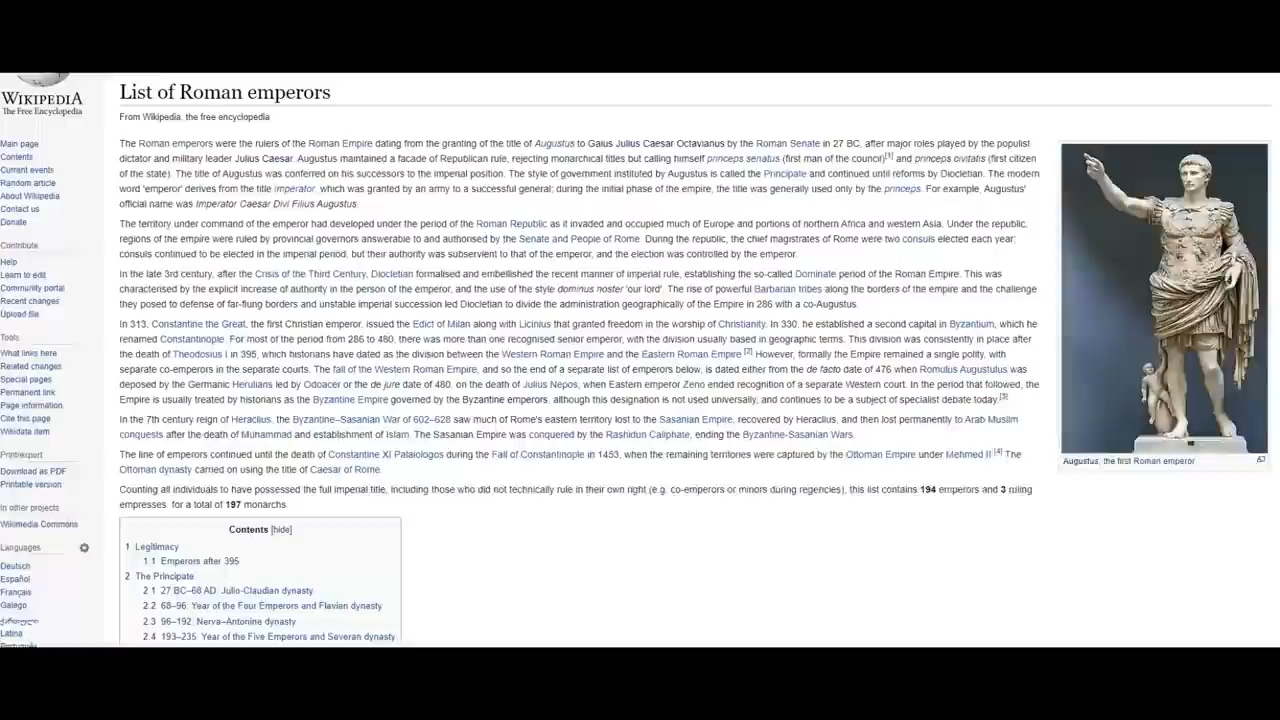 WIKIPEDIA
The Free Encyclopedia
Main page
Contents
Current events
Random article
About Wikipedia
Contact us
Donate
Contribute
Help
Learn to edit
Community portal
Recent changes
Upload file
Tools
What links here
Related changes
Special pages
Permanent link
Page information
Cite this page
Wikidata item
Print/export
Download as PDF
Printable version
In other projects
Wikimedia Commons
Languages
Deutsch
Español
Français
Galego
ქართული
Latina
List of Roman emperors
From Wikipedia, the free encyclopedia
The Roman emperors were the rulers of the Roman Empire dating from the granting of the title of Augustus to Gaius Julius Caesar Octavianus by the Roman Senate in 27 BC, after major roles played by the populist
dictator and military leader Julius Caesar. Augustus maintained a facade of Republican rule, rejecting monarchical titles but calling himself princeps senatus (first man of the council)[1] and princeps civitatis (first citizen
of the state). The title of Augustus was conferred on his successors to the imperial position. The style of government instituted by Augustus is called the Principate and continued until reforms by Diocletian. The modern
word 'emperor' derives from the title imperator, which was granted by an army to a successful general; during the initial phase of the empire, the title was generally used only by the princeps. For example, Augustus'
official name was Imperator Caesar Divi Filius Augustus.
The territory under command of the emperor had developed under the period of the Roman Republic as it invaded and occupied much of Europe and portions of northern Africa and western Asia. Under the republic,
regions of the empire were ruled by provincial governors answerable to and authorised by the Senate and People of Rome. During the republic, the chief magistrates of Rome were two consuls elected each year;
consuls continued to be elected in the imperial period, but their authority was subservient to that of the emperor, and the election was controlled by the emperor.
In the late 3rd century, after the Crisis of the Third Century, Diocletian formalised and embellished the recent manner of imperial rule, establishing the so-called Dominate period of the Roman Empire. This was
characterised by the explicit increase of authority in the person of the emperor, and the use of the style dominus noster 'our lord'. The rise of powerful Barbarian tribes along the borders of the empire and the challenge
they posed to defense of far-flung borders and unstable imperial succession led Diocletian to divide the administration geographically of the Empire in 286 with a co-Augustus.
In 313, Constantine the Great, the first Christian emperor, issued the Edict of Milan along with Licinius that granted freedom in the worship of Christianity. In 330, he established a second capital in Byzantium, which he
renamed Constantinople. For most of the period from 286 to 480, there was more than one recognised senior emperor, with the division usually based in geographic terms. This division was consistently in place after
the death of Theodosius I in 395, which historians have dated as the division between the Western Roman Empire and the Eastern Roman Empire.[2] However, formally the Empire remained a single polity, with
separate co-emperors in the separate courts. The fall of the Western Roman Empire, and so the end of a separate list of emperors below, is dated either from the de facto date of 476 when Romulus Augustulus was
deposed by the Germanic Herulians led by Odoacer or the de jure date of 480, on the death of Julius Nepos, when Eastern emperor Zeno ended recognition of a separate Western court. In the period that followed, the
Empire is usually treated by historians as the Byzantine Empire governed by the Byzantine emperors, although this designation is not used universally, and continues to be a subject of specialist debate today.[3]
In the 7th century reign of Heraclius, the Byzantine–Sasanian War of 602–628 saw much of Rome's eastern territory lost to the Sasanian Empire, recovered by Heraclius, and then lost permanently to Arab Muslim
conquests after the death of Muhammad and establishment of Islam. The Sasanian Empire was conquered by the Rashidun Caliphate, ending the Byzantine-Sasanian Wars.
The line of emperors continued until the death of Constantine XI Palaiologos during the Fall of Constantinople in 1453, when the remaining territories were captured by the Ottoman Empire under Mehmed II.[4] The
Ottoman dynasty carried on using the title of Caesar of Rome.
Counting all individuals to have possessed the full imperial title, including those who did not technically rule in their own right (e.g. co-emperors or minors during regencies), this list contains 194 emperors and 3 ruling
empresses, for a total of 197 monarchs.
Contents [hide]
1 Legitimacy
1.1 Emperors after 395
2 The Principate
2.1 27 BC–68 AD: Julio-Claudian dynasty
2.2 68–96: Year of the Four Emperors and Flavian dynasty
2.3 96–192: Nerva–Antonine dynasty
2.4 193–235: Year of the Five Emperors and Severan dynasty
Augustus, the first Roman emperor